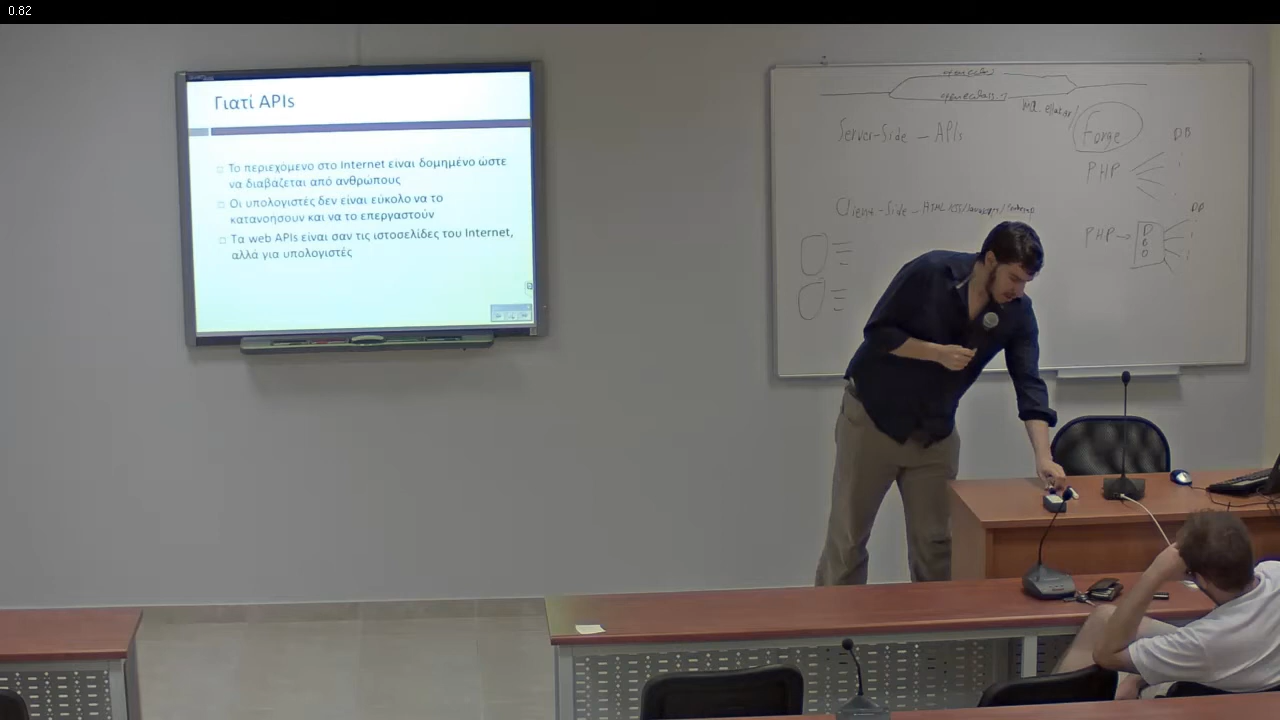 0.82
Γιατί APIs
Το περιεχόμενο στο Internet είναι δομημένο ώστε
να διαβάζεται από ανθρώπους
Οι υπολογιστές δεν είναι εύκολο να το
κατανοήσουν και να το επεργαστούν
Τα web APIs είναι σαν τις ιστοσελίδες του Internet,
αλλά για υπολογιστές
Server-Side - APIs
Forge
DB
PHP
Client-Side - HTML
DB
PHP